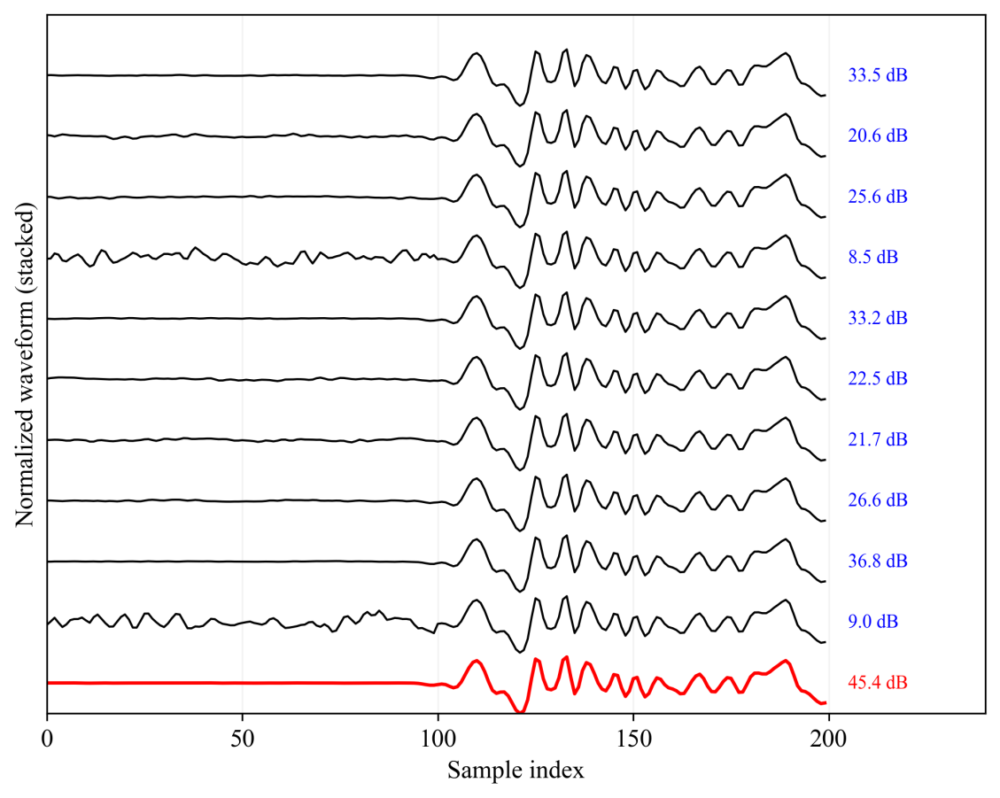 Normalized waveform (stacked)
33.5 dB
20.6 dB
25.6 dB
8.5 dB
33.2 dB
22.5 dB
21.7 dB
26.6 dB
36.8 dB
9.0 dB
45.4 dB
0 50 100 150 200
Sample index